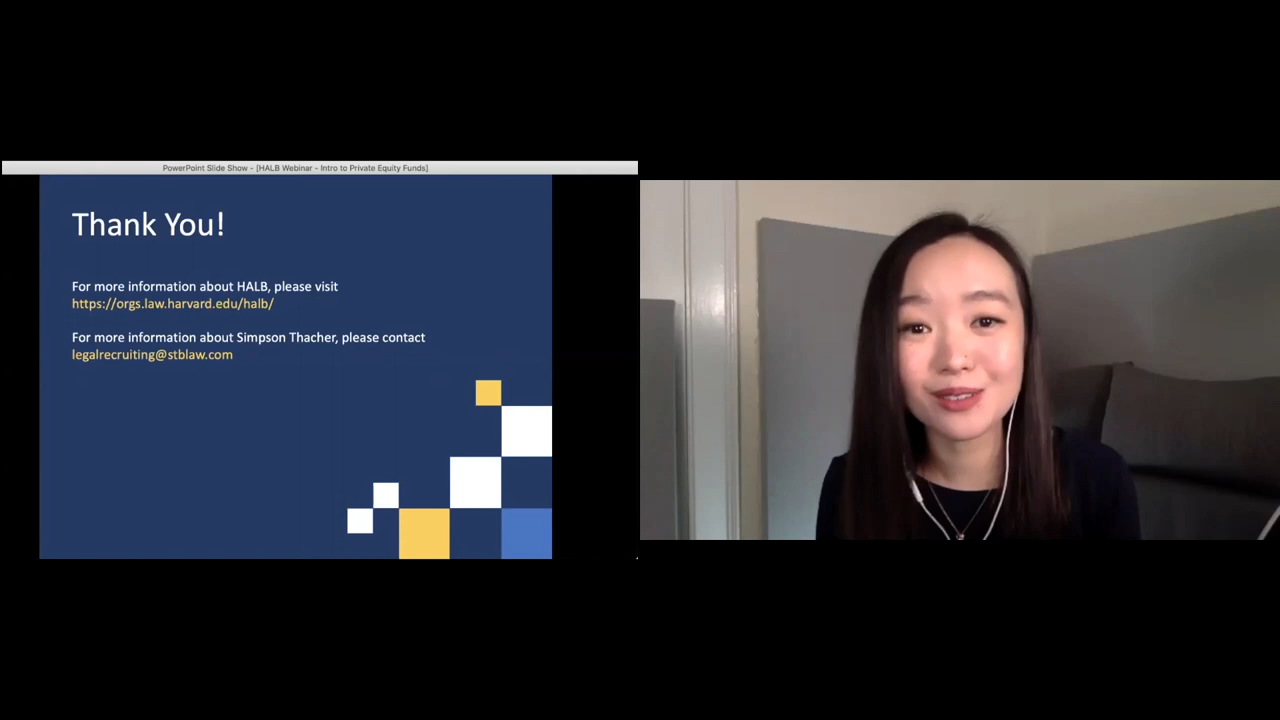 PowerPoint Slide Show - [HALB Webinar - Intro to Private Equity Funds]
Thank You!
For more information about HALB, please visit
https://orgs.law.harvard.edu/halb/
For more information about Simpson Thacher, please contact
legalrecruiting@stblaw.com